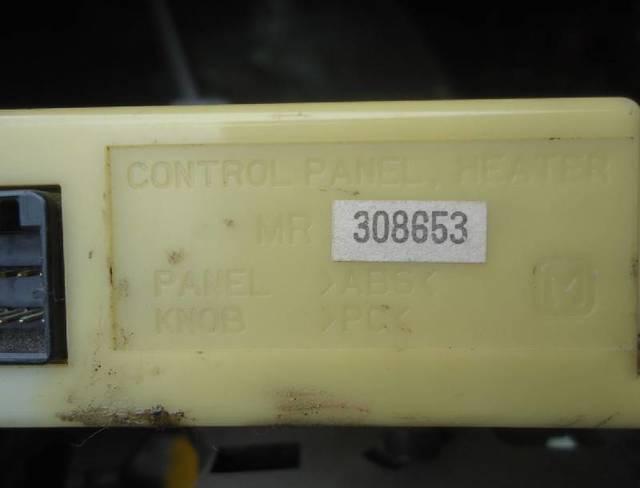 CONTROL PANEL, HEATER
MR 308653
PANEL >ABS<
KNOB >PC<
M